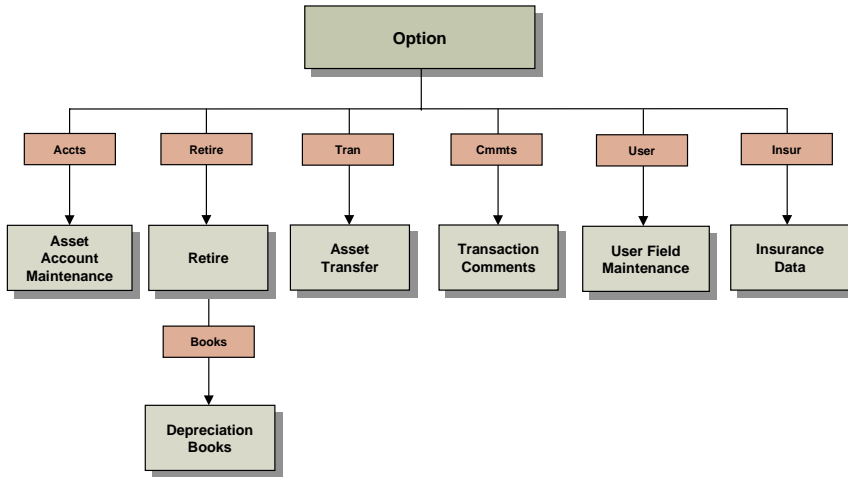 Option
Accts
Retire
Tran
Cmmts
User
Insur
Asset
Account
Maintenance
Retire
Asset
Transfer
Transaction
Comments
User Field
Maintenance
Insurance
Data
Books
Depreciation
Books